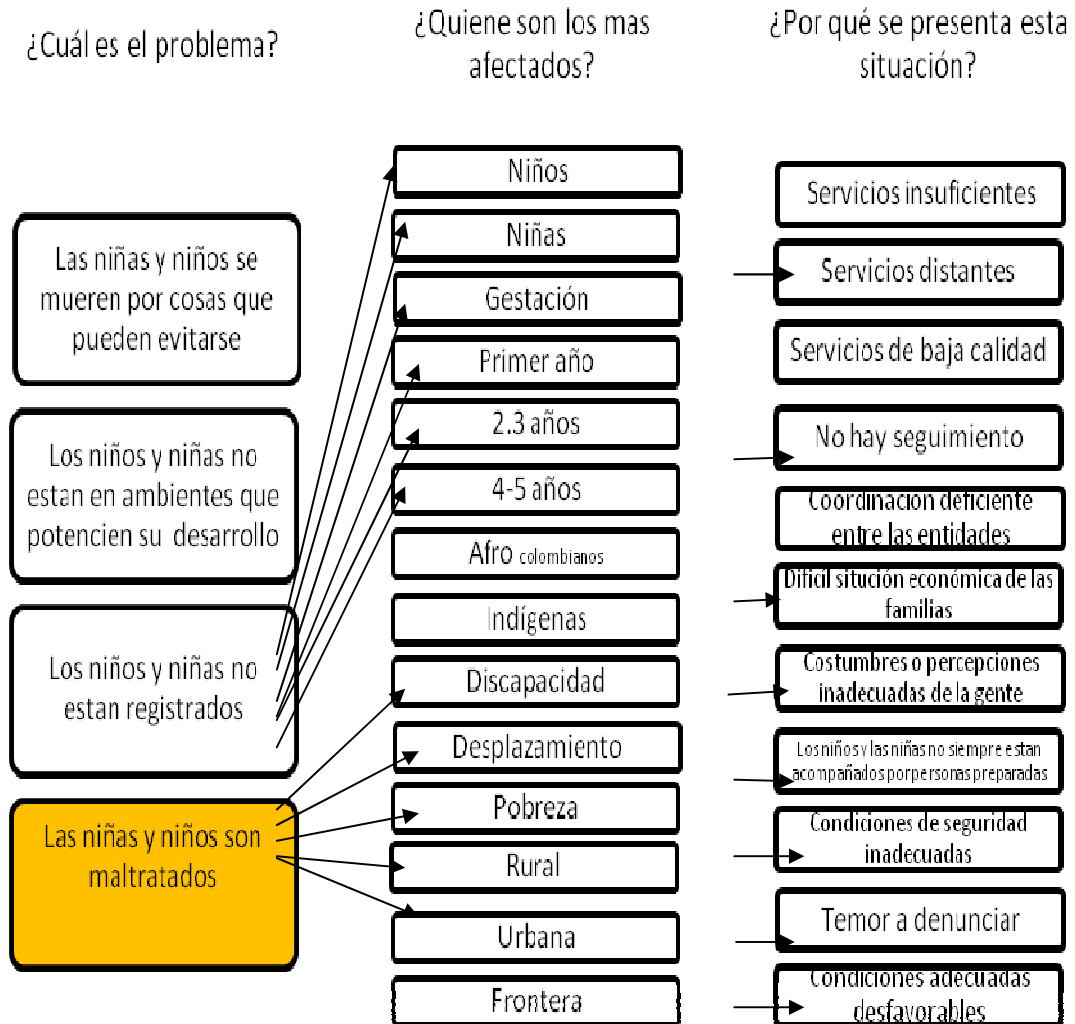 ¿Cuál es el problema?
¿Quiene son los mas
afectados?
¿Por qué se presenta esta
situación?
Las niñas y niños se
mueren por cosas que
pueden evitarse
Los niños y niñas no
estan en ambientes que
potencien su desarrollo
Los niños y niñas no
estan registrados
Las niñas y niños son
maltratados
Niños
Niñas
Gestación
Primer año
2.3 años
4-5 años
Afro colombianos
Indígenas
Discapacidad
Desplazamiento
Pobreza
Rural
Urbana
Frontera
Servicios insuficientes
Servicios distantes
Servicios de baja calidad
No hay seguimiento
Coordinación deficiente
entre las entidades
Dificil situción económica de las
familias
Costumbres o percepciones
inadecuadas de la gente
Los niños y las niñas no siempre estan
acompañados por personas preparadas
Condiciones de seguridad
inadecuadas
Temor a denunciar
Condiciones adecuadas
desfavorables